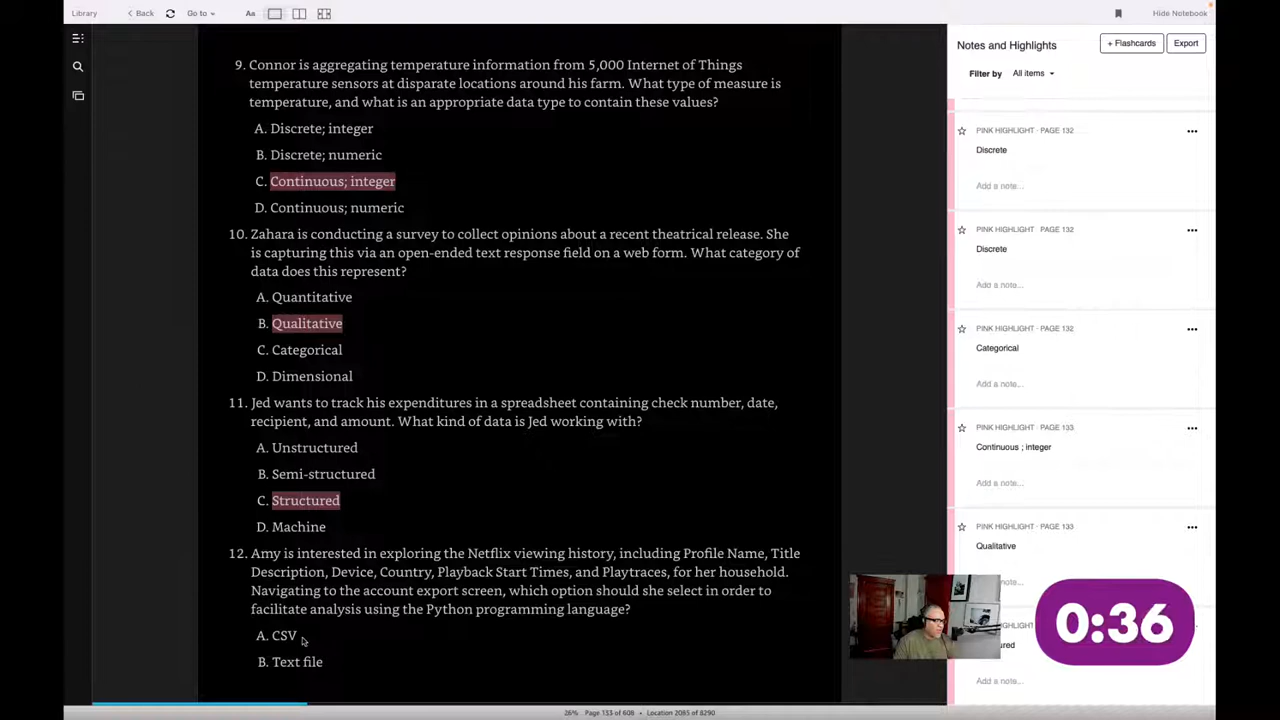 Library
Back
Go to
Aa
Hide Notebook
9. Connor is aggregating temperature information from 5,000 Internet of Things
temperature sensors at disparate locations around his farm. What type of measure is
temperature, and what is an appropriate data type to contain these values?
A. Discrete; integer
B. Discrete; numeric
C. Continuous; integer
D. Continuous; numeric
10. Zahara is conducting a survey to collect opinions about a recent theatrical release. She
is capturing this via an open-ended text response field on a web form. What category of
data does this represent?
A. Quantitative
B. Qualitative
C. Categorical
D. Dimensional
11. Jed wants to track his expenditures in a spreadsheet containing check number, date,
recipient, and amount. What kind of data is Jed working with?
A. Unstructured
B. Semi-structured
C. Structured
D. Machine
12. Amy is interested in exploring the Netflix viewing history, including Profile Name, Title
Description, Device, Country, Playback Start Times, and Playtraces, for her household.
Navigating to the account export screen, which option should she select in order to
facilitate analysis using the Python programming language?
A. CSV
B. Text file
26% Page 133 of 608 • Location 2085 of 8290
Notes and Highlights
+ Flashcards
Export
Filter by All items
PINK HIGHLIGHT · PAGE 132
Discrete
Add a note...
PINK HIGHLIGHT · PAGE 132
Discrete
Add a note...
PINK HIGHLIGHT · PAGE 132
Categorical
Add a note...
PINK HIGHLIGHT · PAGE 133
Continuous ; integer
Add a note...
PINK HIGHLIGHT · PAGE 133
Qualitative
Add a note...
0:36